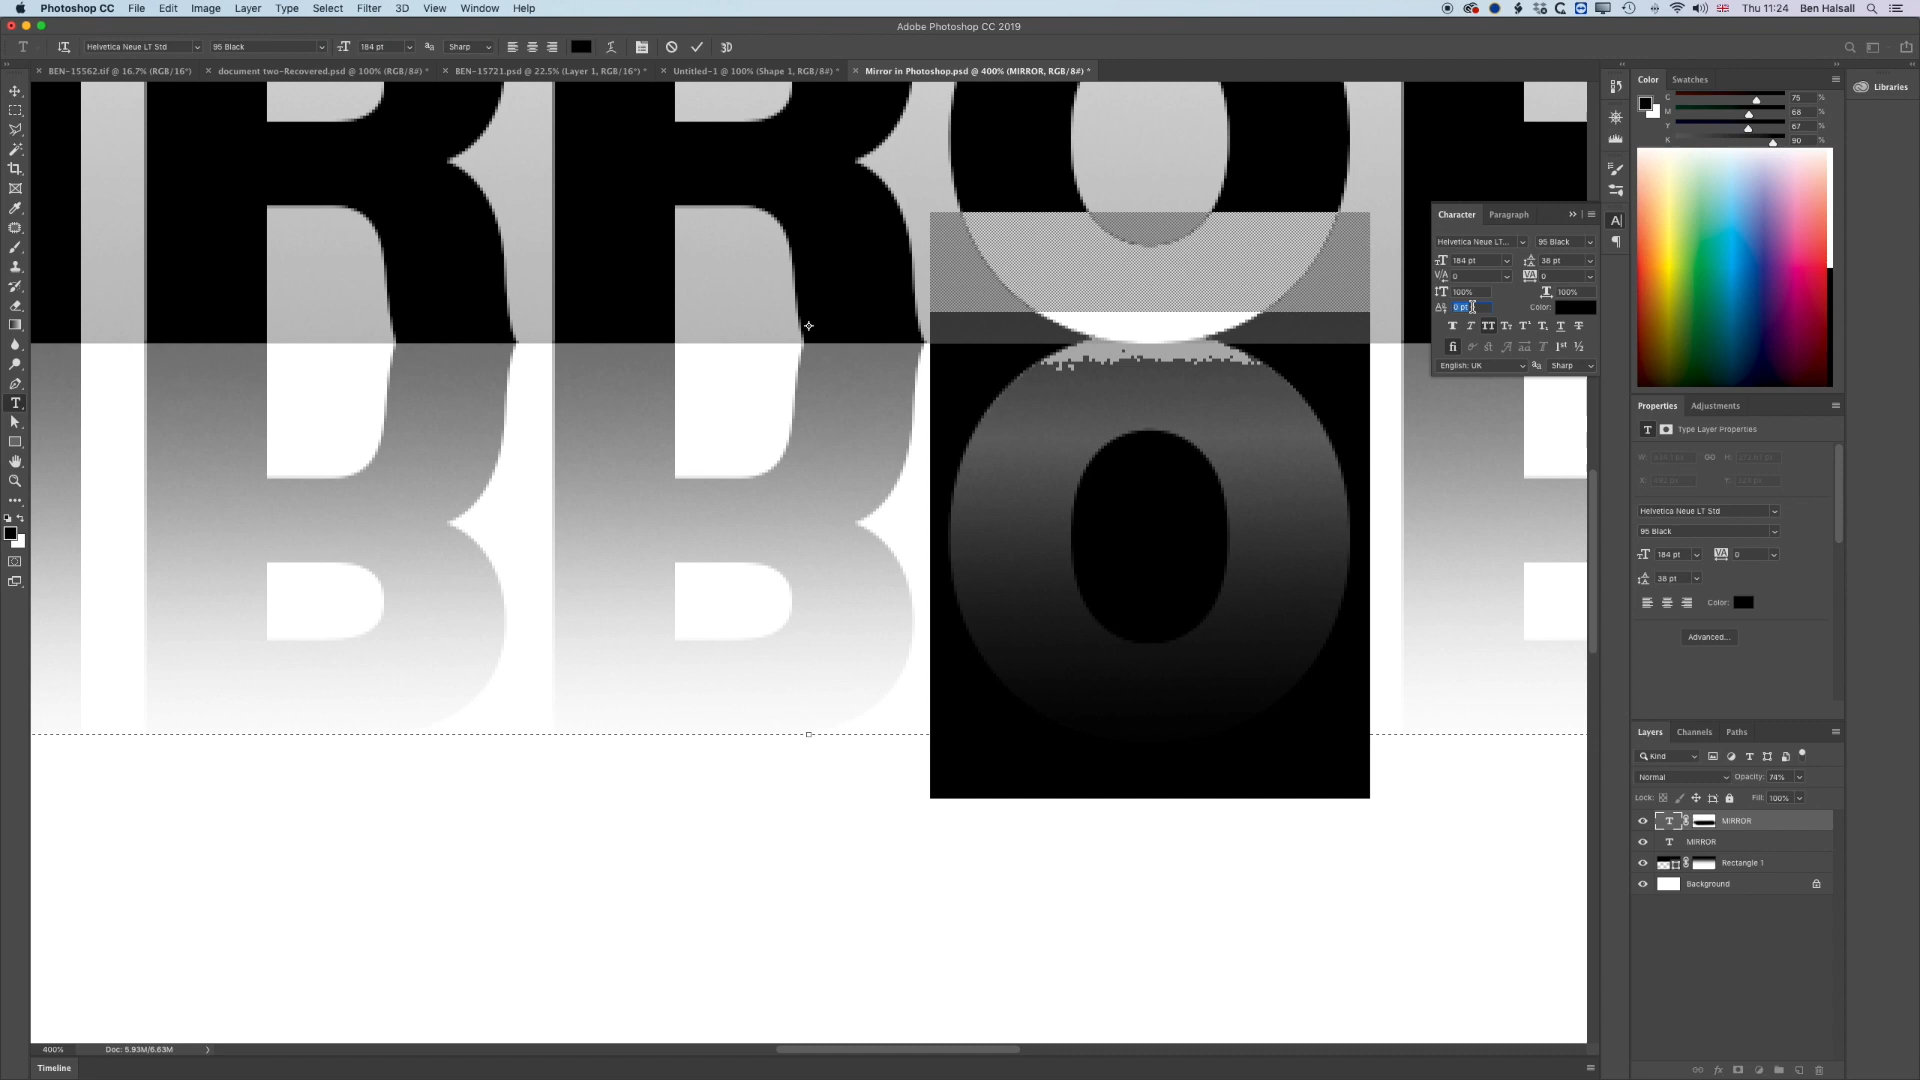 Photoshop CC File Edit Image Layer Type Select Filter 3D View Window Help Thu 11:24 Ben Halsall
Adobe Photoshop CC 2019
Helvetica Neue LT Std 95 Black 184 pt Sharp 3D
BEN-15562.tif @ 16.7% (RGB/16*) document two-Recovered.psd @ 100% (RGB/8#) * BEN-15721.psd @ 22.5% (Layer 1, RGB/16*) * Untitled-1 @ 100% (Shape 1, RGB/8#) * Mirror in Photoshop.psd @ 400% (MIRROR, RGB/8#) *
Color Swatches
Libraries
C 75 %
M 68 %
Y 67 %
K 90 %
Character Paragraph
Helvetica Neue LT... 95 Black
184 pt 38 pt
0 0
100% 100%
0 pt Color:
English: UK Sharp
Properties Adjustments
Type Layer Properties
Helvetica Neue LT Std
95 Black
184 pt 0
38 pt
Color:
Advanced...
Layers Channels Paths
Kind
Normal Opacity: 74%
Lock: Fill: 100%
MIRROR
MIRROR
Rectangle 1
Background
400% Doc: 5.93M/6.63M
Timeline